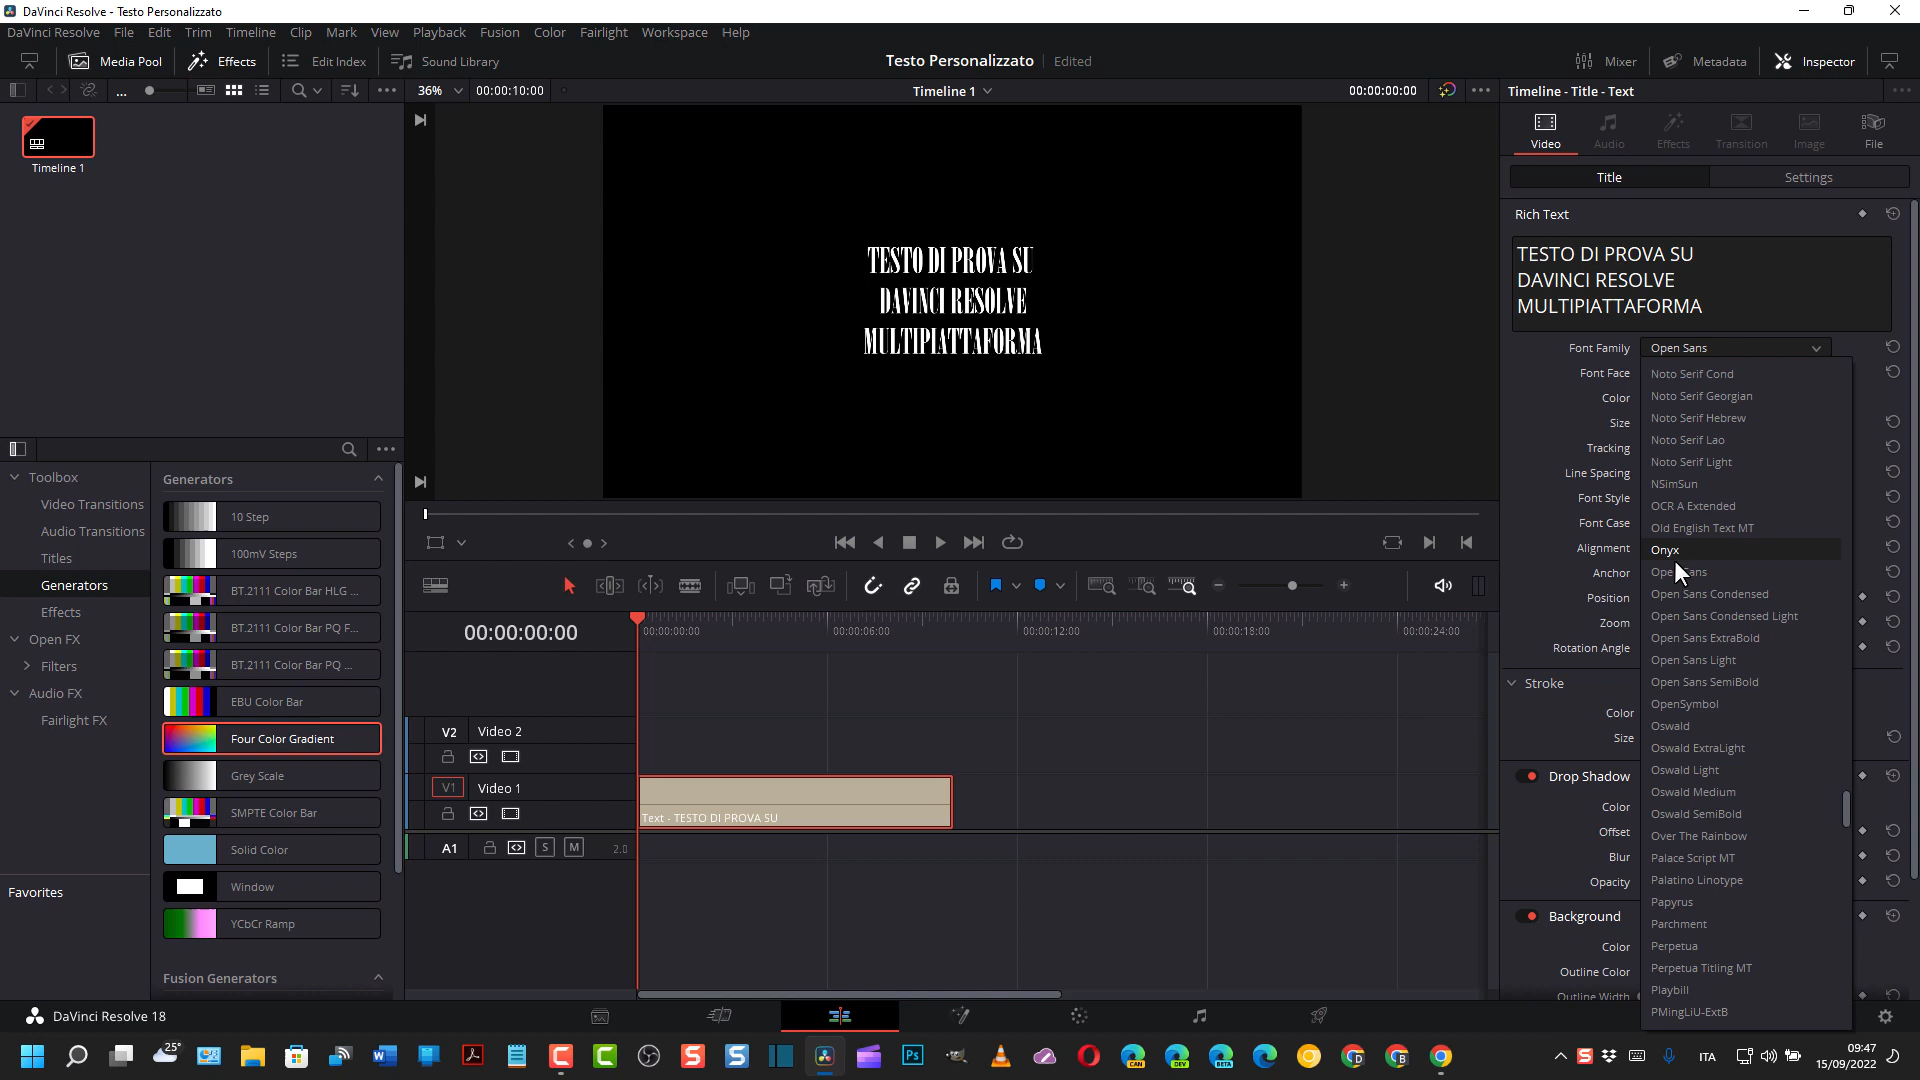 DaVinci Resolve - Testo Personalizzato
DaVinci Resolve File Edit Trim Timeline Clip Mark View Playback Fusion Color Fairlight Workspace Help
Media Pool Effects Edit Index Sound Library Testo Personalizzato Edited Mixer Metadata Inspector
... 36% 00:00:10:00 Timeline 1 00:00:00:00 Timeline - Title - Text
Timeline 1
Video Audio Effects Transition Image File
Title Settings
Rich Text
TESTO DI PROVA SU
DAVINCI RESOLVE
MULTIPIATTAFORMA
TESTO DI PROVA SU
DAVINCI RESOLVE
MULTIPIATTAFORMA
Font Family Open Sans
Font Face
Color
Size
Tracking
Line Spacing
Font Style
Font Case
Alignment
Anchor
Position
Zoom
Rotation Angle
Stroke
Color
Size
Drop Shadow
Color
Offset
Blur
Opacity
Background
Color
Outline Color
Outline Width
Noto Serif Cond
Noto Serif Georgian
Noto Serif Hebrew
Noto Serif Lao
Noto Serif Light
NSimSun
OCR A Extended
Old English Text MT
Onyx
Open Sans
Open Sans Condensed
Open Sans Condensed Light
Open Sans ExtraBold
Open Sans Light
Open Sans SemiBold
OpenSymbol
Oswald
Oswald ExtraLight
Oswald Light
Oswald Medium
Oswald SemiBold
Over The Rainbow
Palace Script MT
Palatino Linotype
Papyrus
Parchment
Perpetua
Perpetua Titling MT
Playbill
PMingLiU-ExtB
Toolbox
Video Transitions
Audio Transitions
Titles
Generators
Effects
Open FX
Filters
Audio FX
Fairlight FX
Favorites
Generators
10 Step
100mV Steps
BT.2111 Color Bar HLG ...
BT.2111 Color Bar PQ F...
BT.2111 Color Bar PQ ...
EBU Color Bar
Four Color Gradient
Grey Scale
SMPTE Color Bar
Solid Color
Window
YCbCr Ramp
Fusion Generators
00:00:00:00 00:00:00:00 00:00:06:00 00:00:12:00 00:00:18:00 00:00:24:00
V2 Video 2
V1 Video 1
Text - TESTO DI PROVA SU
A1 S M 2.0
DaVinci Resolve 18
25°
CAN DEV BETA
Ps
D B
ITA
09:47
15/09/2022